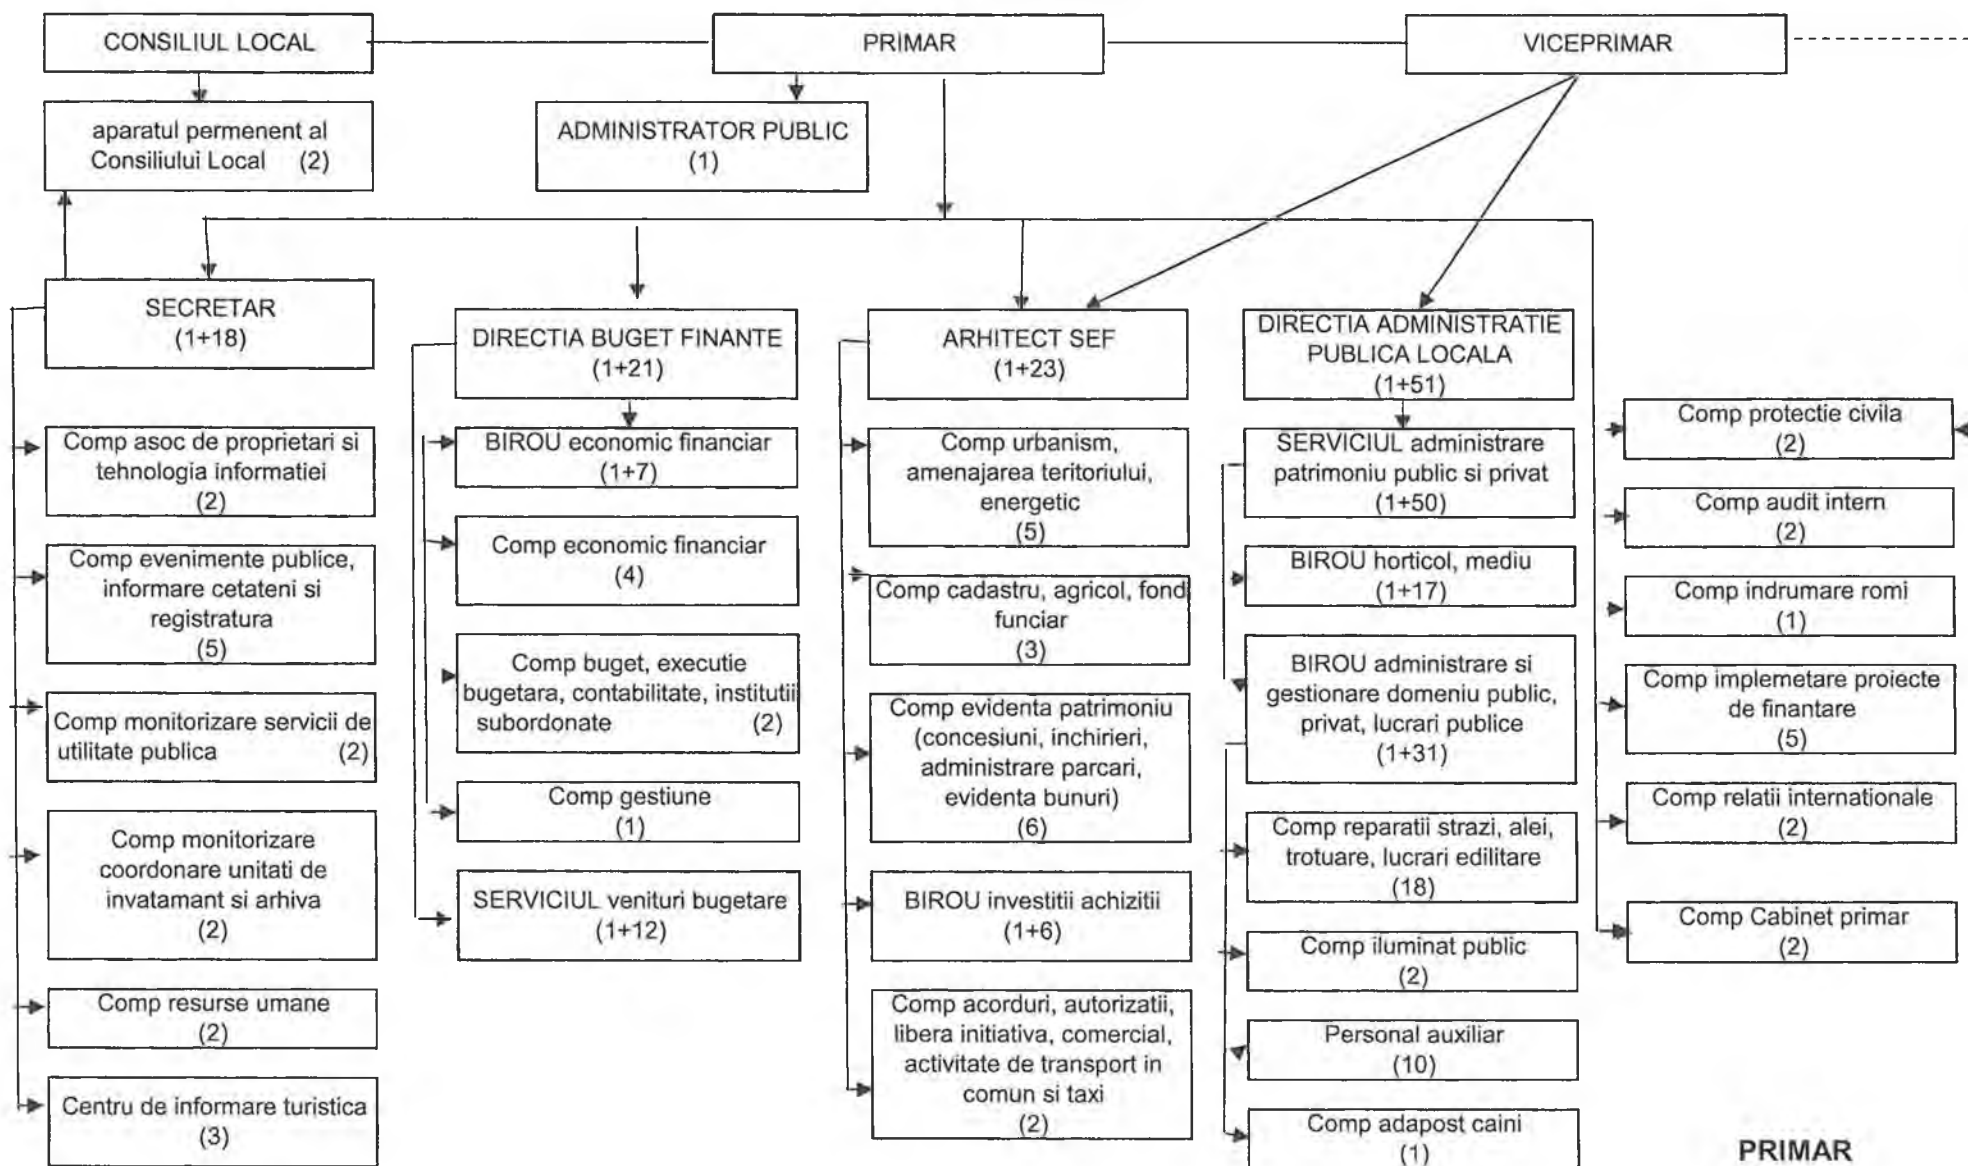 CONSILIUL LOCAL
PRIMAR
VICEPRIMAR
aparatul permenent al
Consiliului Local (2)
ADMINISTRATOR PUBLIC
(1)
SECRETAR
(1+18)
Comp asoc de proprietari si
tehnologia informatiei
(2)
Comp evenimente publice,
informare cetateni si
registratura
(5)
Comp monitorizare servicii de
utilitate publica (2)
Comp monitorizare
coordonare unitati de
invatamant si arhiva
(2)
Comp resurse umane
(2)
Centru de informare turistica
(3)
DIRECTIA BUGET FINANTE
(1+21)
BIROU economic financiar
(1+7)
Comp economic financiar
(4)
Comp buget, executie
bugetara, contabilitate, institutii
subordonate (2)
Comp gestiune
(1)
SERVICIUL venituri bugetare
(1+12)
ARHITECT SEF
(1+23)
Comp urbanism,
amenajarea teritoriului,
energetic
(5)
Comp cadastru, agricol, fond
funciar
(3)
Comp evidenta patrimoniu
(concesiuni, inchirieri,
administrare parcari,
evidenta bunuri)
(6)
BIROU investitii achizitii
(1+6)
Comp acorduri, autorizatii,
libera initiativa, comercial,
activitate de transport in
comun si taxi
(2)
DIRECTIA ADMINISTRATIE
PUBLICA LOCALA
(1+51)
SERVICIUL administrare
patrimoniu public si privat
(1+50)
BIROU horticol, mediu
(1+17)
BIROU administrare si
gestionare domeniu public,
privat, lucrari publice
(1+31)
Comp reparatii strazi, alei,
trotuare, lucrari edilitare
(18)
Comp iluminat public
(2)
Personal auxiliar
(10)
Comp adapost caini
(1)
Comp protectie civila
(2)
Comp audit intern
(2)
Comp indrumare romi
(1)
Comp implemetare proiecte
de finantare
(5)
Comp relatii internationale
(2)
Comp Cabinet primar
(2)
PRIMAR